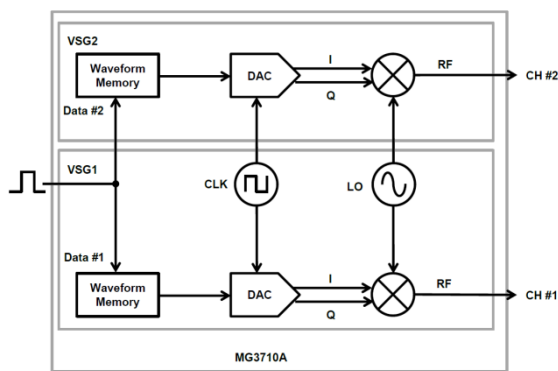 VSG2
Waveform
Memory
DAC
I
Q
RF
CH #2
Data #2
VSG1
CLK
LO
Data #1
Waveform
Memory
DAC
I
Q
RF
CH #1
MG3710A